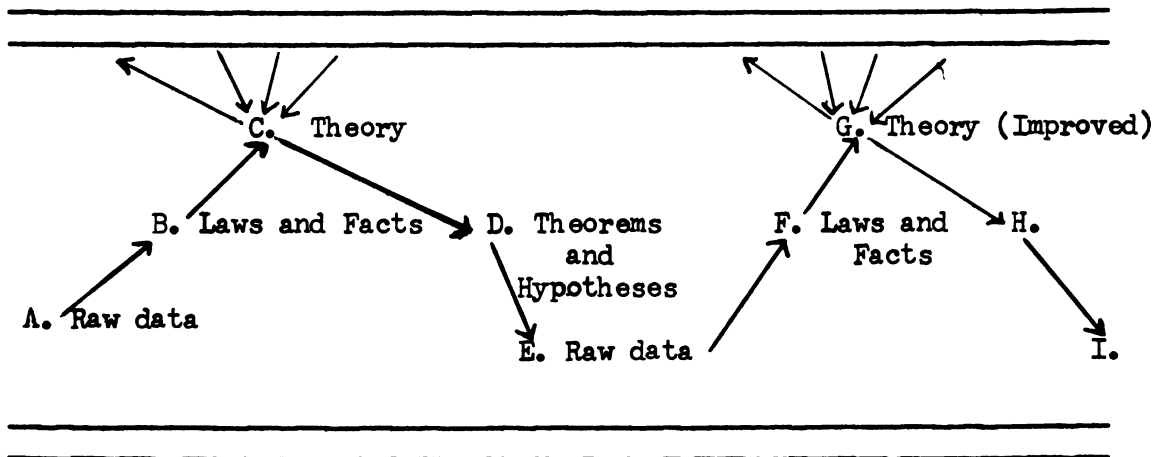 C. Theory
G. Theory (Improved)
B. Laws and Facts
D. Theorems
and
Hypotheses
F. Laws and
Facts
H.
A. Raw data
E. Raw data
I.